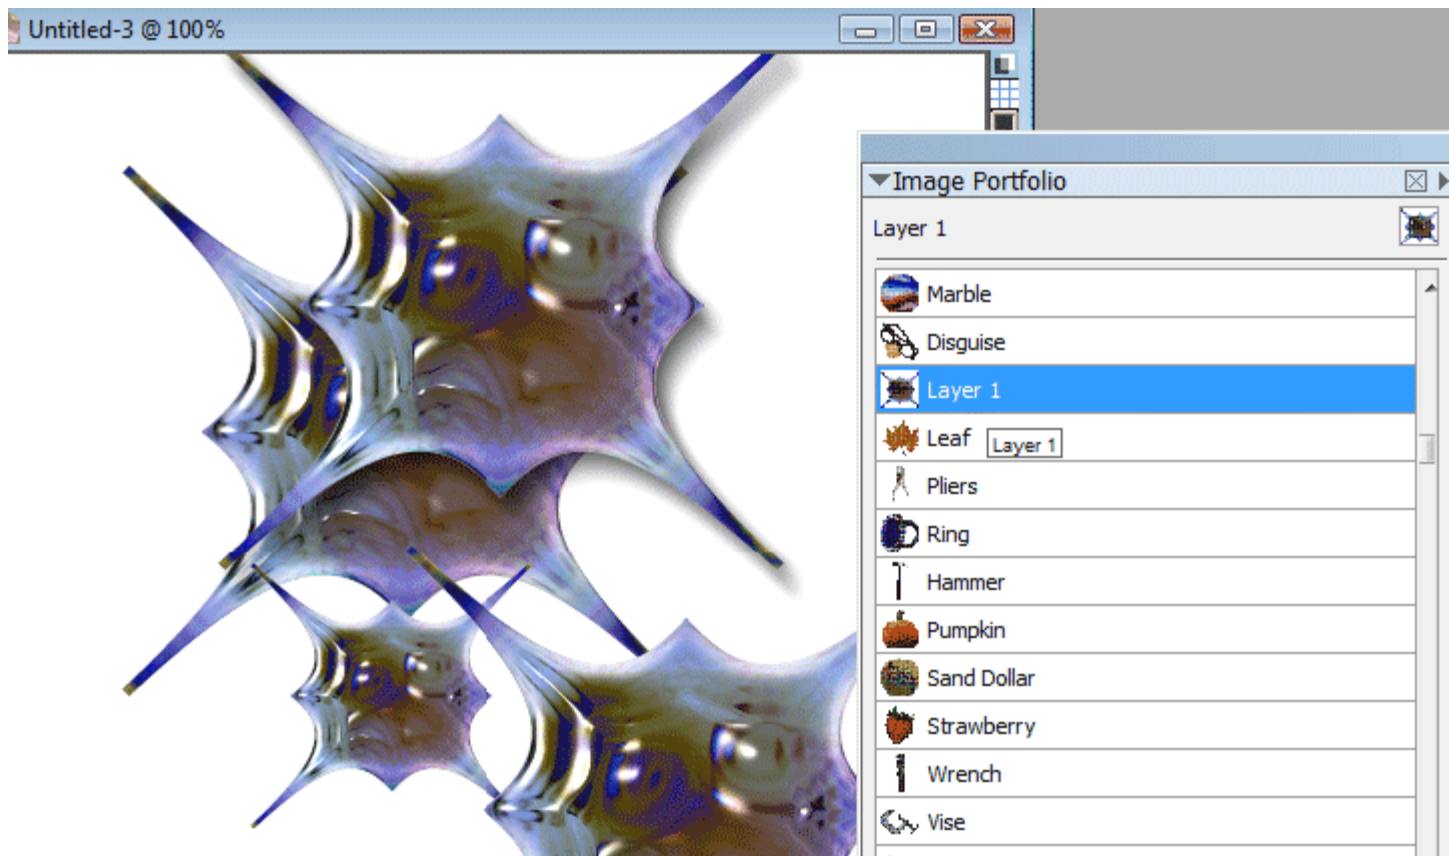 Untitled-3 @ 100%
Image Portfolio
Layer 1
Marble
Disguise
Layer 1
Leaf
Layer 1
Pliers
Ring
Hammer
Pumpkin
Sand Dollar
Strawberry
Wrench
Vise